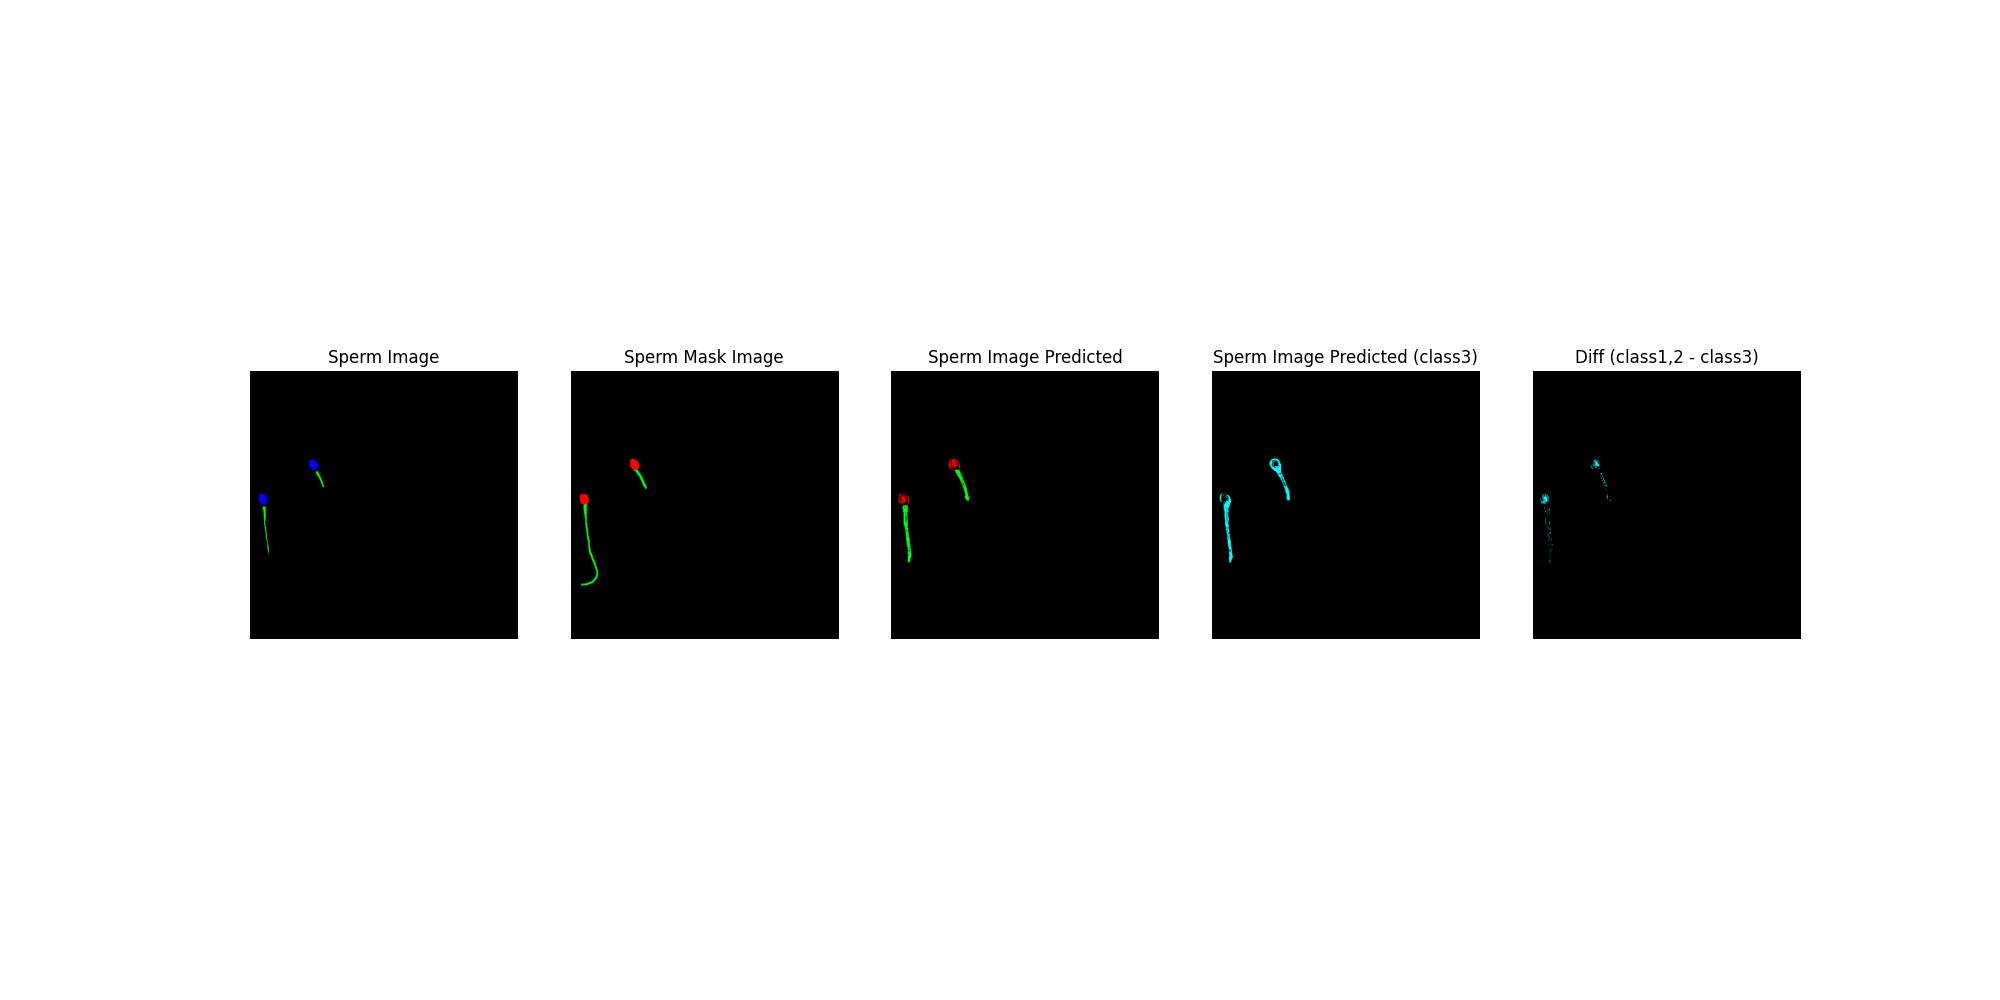 Sperm Image
Sperm Mask Image
Sperm Image Predicted
Sperm Image Predicted (class3)
Diff (class1,2 - class3)